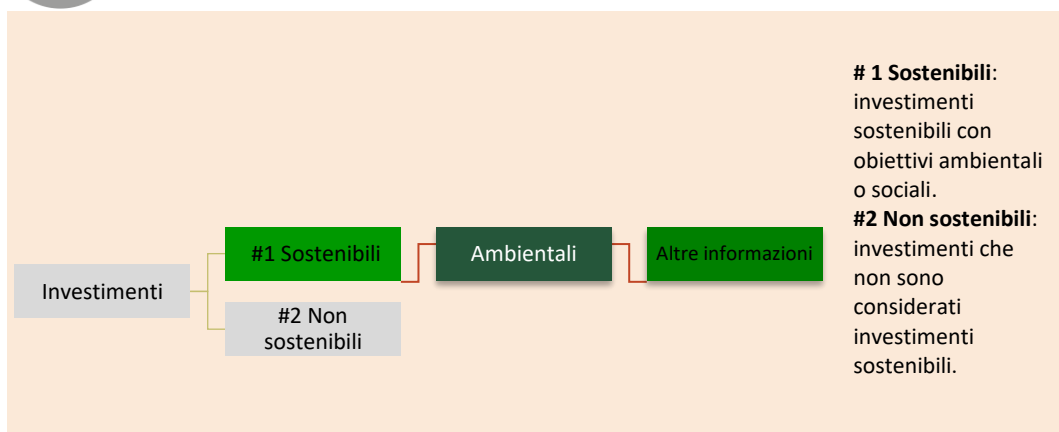 Investimenti
#1 Sostenibili
#2 Non
sostenibili
Ambientali
Altre informazioni
# 1 Sostenibili:
investimenti
sostenibili con
obiettivi ambientali
o sociali.
#2 Non sostenibili:
investimenti che
non sono
considerati
investimenti
sostenibili.